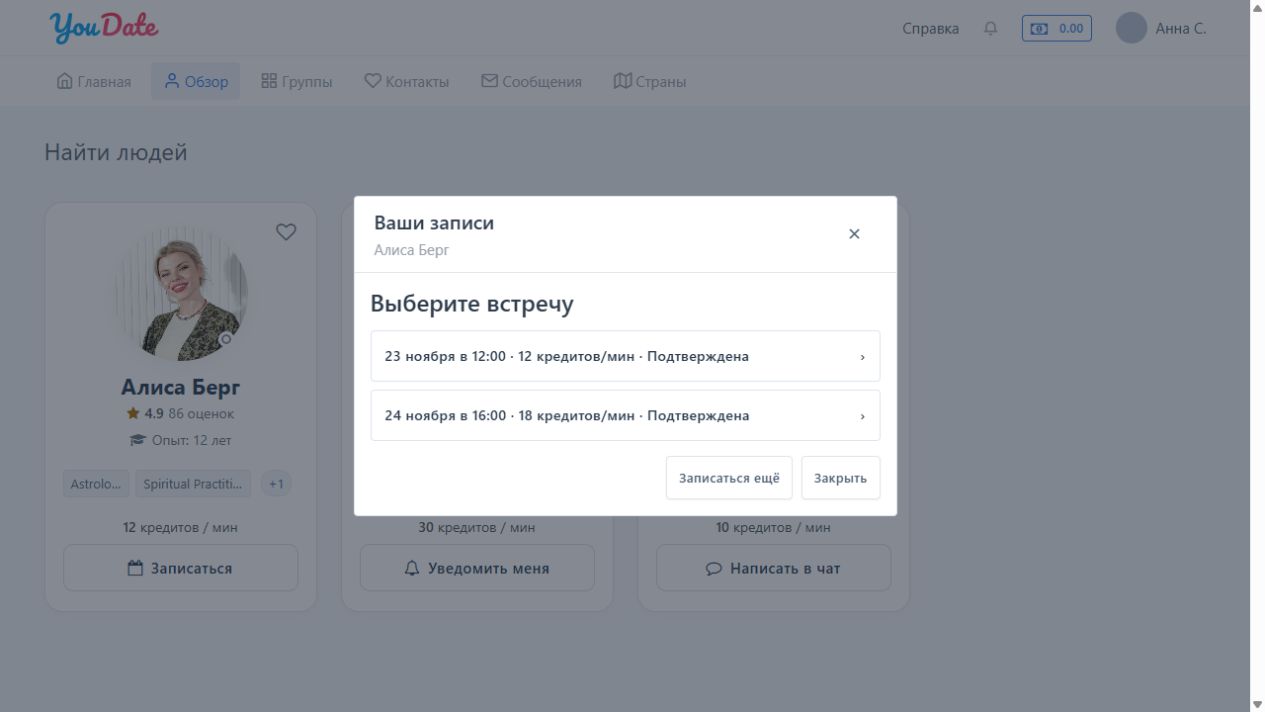 YouDate
Справка
0.00
Анна С.
Главная
Обзор
Группы
Контакты
Сообщения
Страны
Найти людей
Ваши записи
Алиса Берг
Выберите встречу
23 ноября в 12:00 · 12 кредитов/мин · Подтверждена
24 ноября в 16:00 · 18 кредитов/мин · Подтверждена
Записаться ещё
Закрыть
Алиса Берг
4.9 86 оценок
Опыт: 12 лет
Astrolo...
Spiritual Practiti...
+1
12 кредитов / мин
Записаться
30 кредитов / мин
Уведомить меня
10 кредитов / мин
Написать в чат